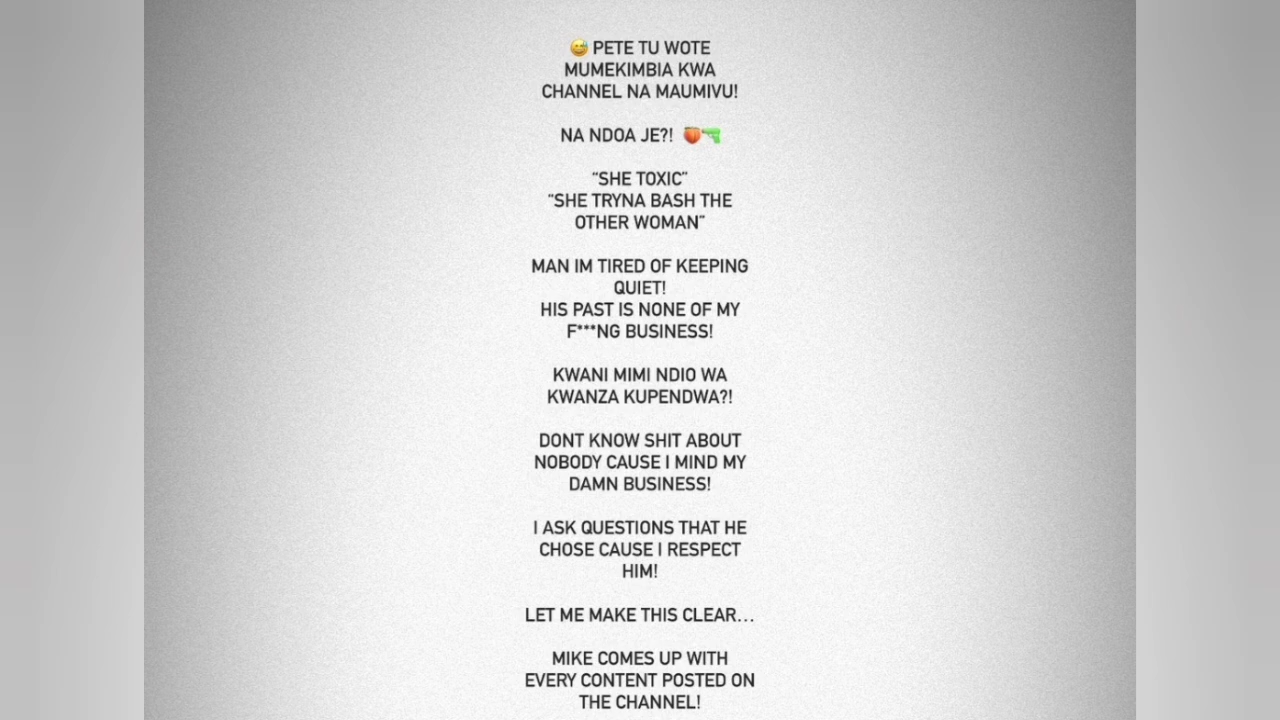 😅 PETE TU WOTE
MUMEKIMBIA KWA
CHANNEL NA MAUMIVU!
NA NDOA JE?! 🍑🔫
"SHE TOXIC"
"SHE TRYNA BASH THE
OTHER WOMAN"
MAN IM TIRED OF KEEPING
QUIET!
HIS PAST IS NONE OF MY
F***NG BUSINESS!
KWANI MIMI NDIO WA
KWANZA KUPENDWA?!
DONT KNOW SHIT ABOUT
NOBODY CAUSE I MIND MY
DAMN BUSINESS!
I ASK QUESTIONS THAT HE
CHOSE CAUSE I RESPECT
HIM!
LET ME MAKE THIS CLEAR...
MIKE COMES UP WITH
EVERY CONTENT POSTED ON
THE CHANNEL!